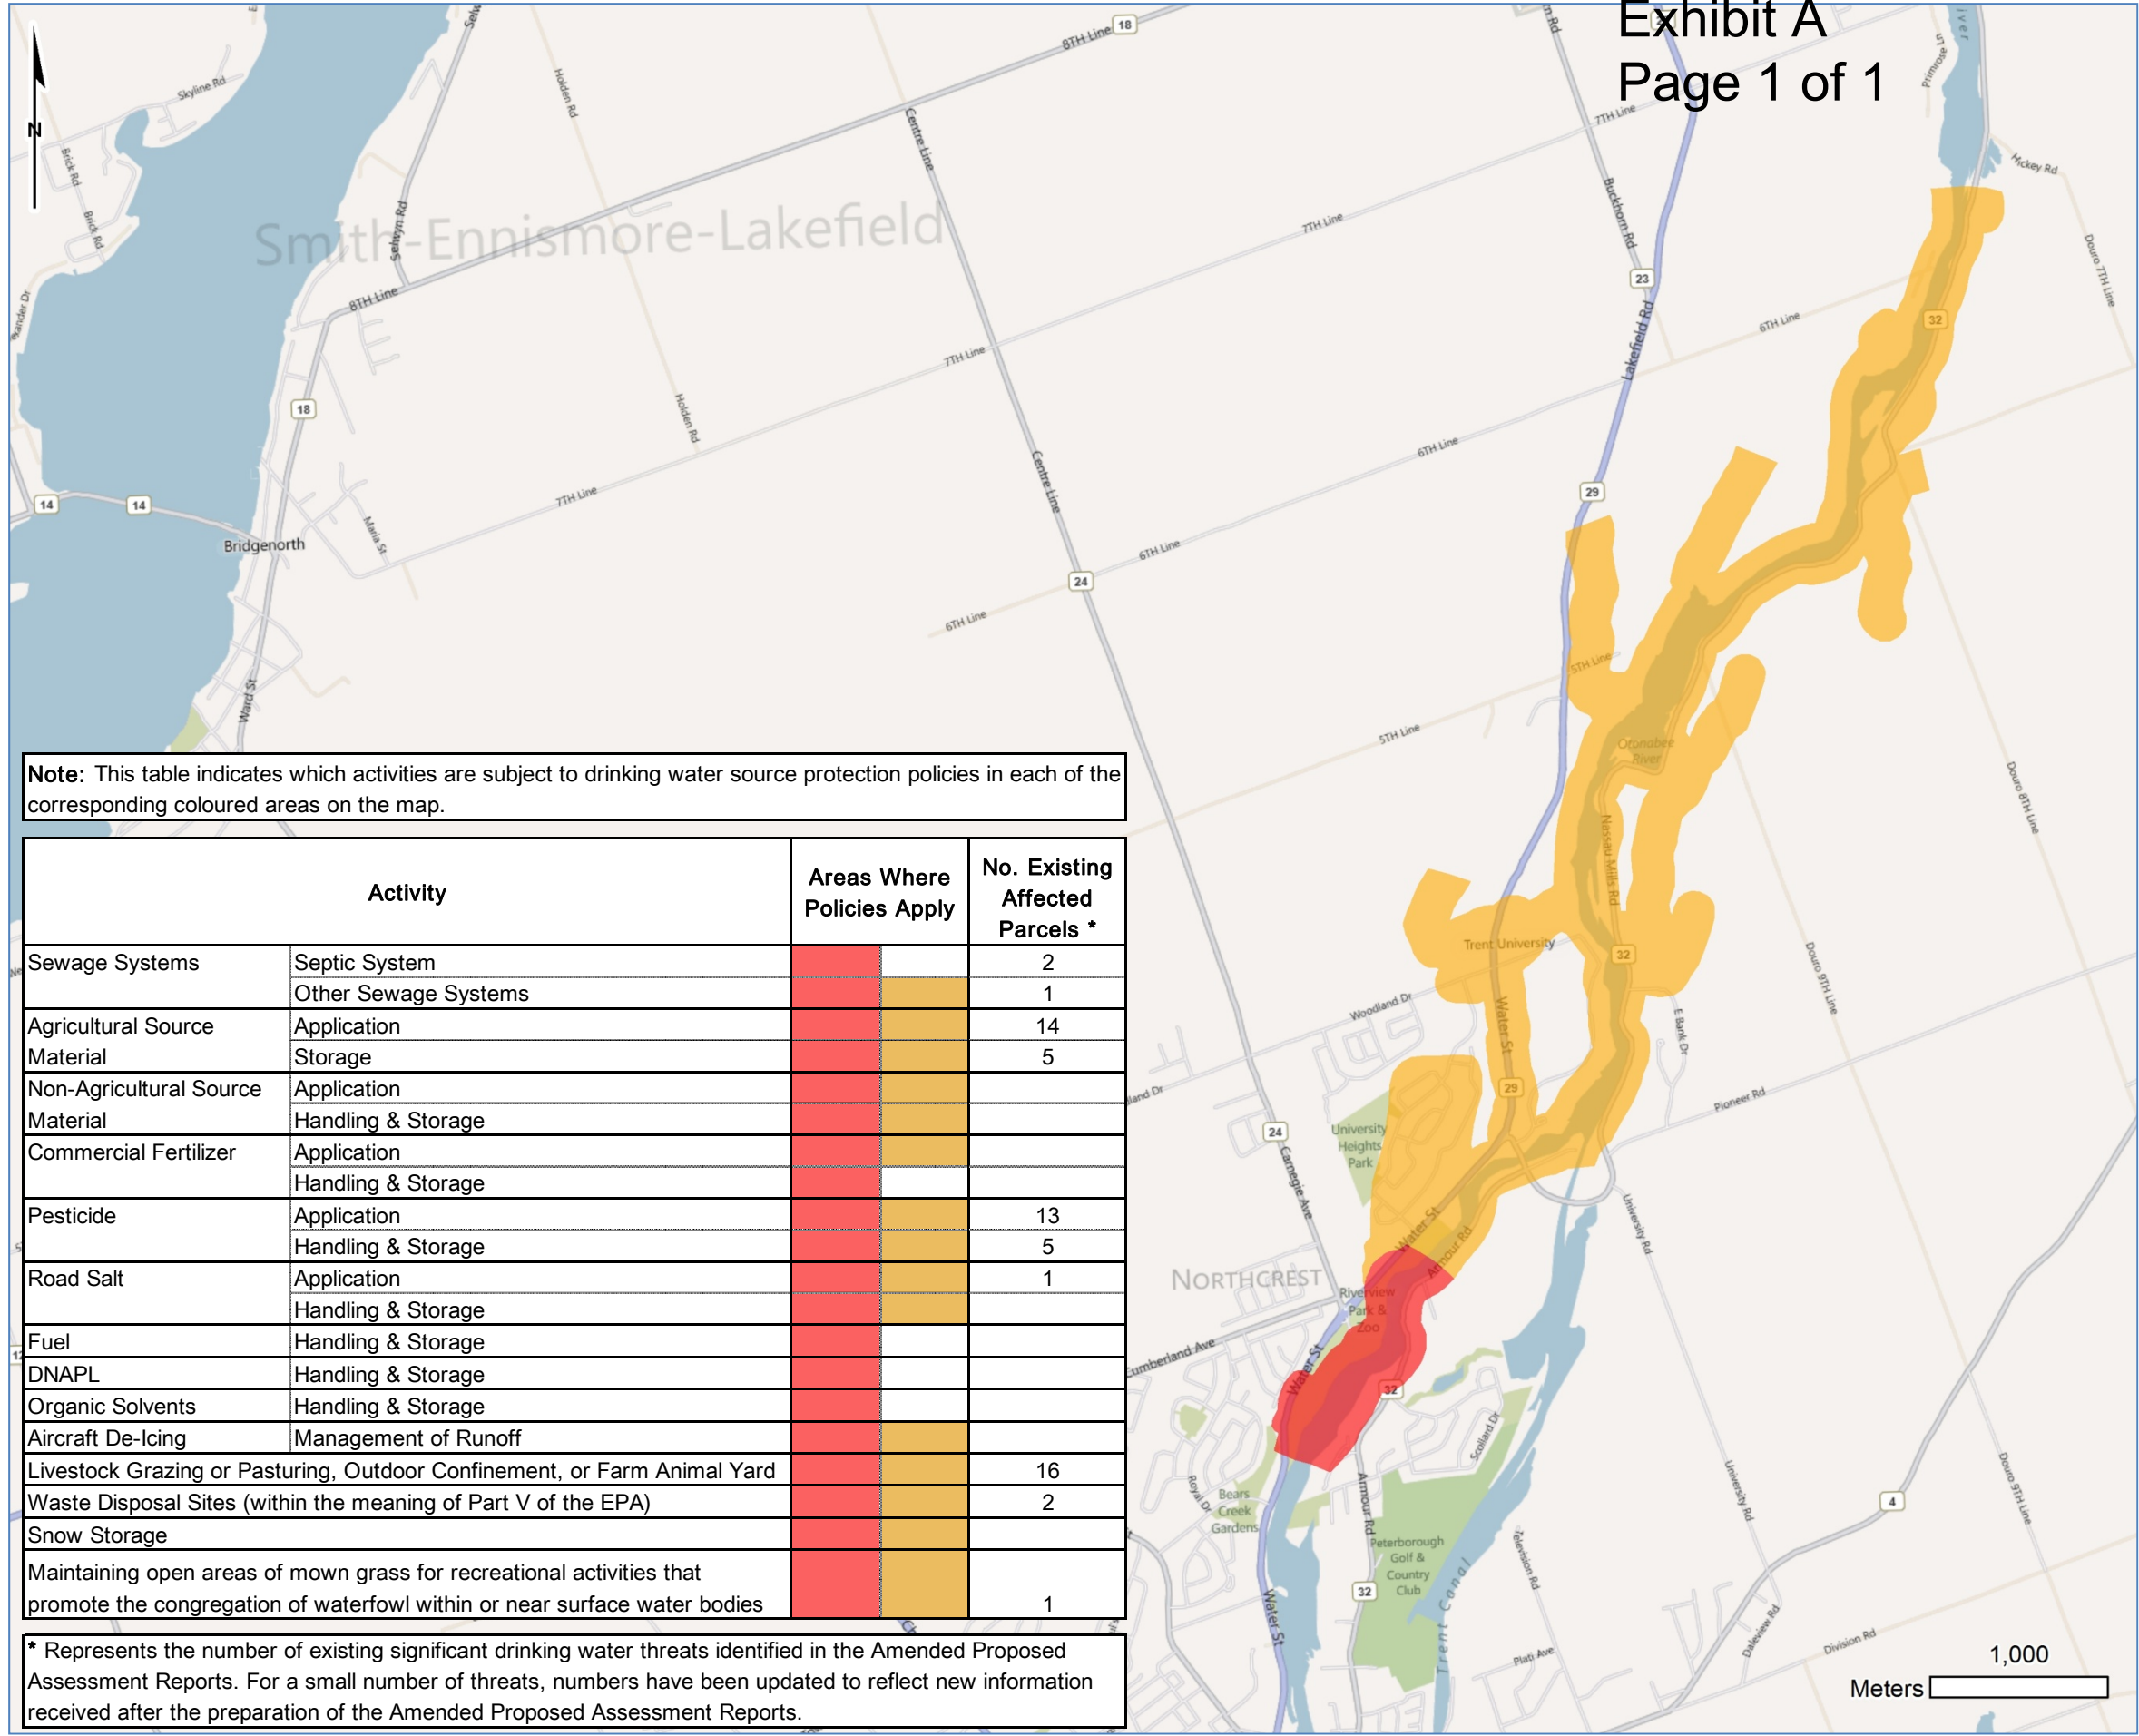 Exhibit A
Page 1 of 1
N
Skyline Rd
Brick Rd
Brick Rd
Selwyn Rd
Holden Rd
8TH Line
18
Centre Line
7TH Line
Buckhorn Rd
Primrose Ln
Mckey Rd
Douro 7TH Line
Smith-Ennismore-Lakefield
7TH Line
8TH Line
23
Lakefield Rd
6TH Line
32
18
7TH Line
Holden Rd
6TH Line
Centre Line
29
14
14
7TH Line
Maria St
Bridgenorth
6TH Line
24
6TH Line
5TH Line
Ward St
5TH Line
Otonabee
River
Douro 8TH Line
Nassau Mills Rd
Trent University
32
Douro 9TH Line
Woodland Dr
Water St
E Bank Dr
29
Pioneer Rd
24
University
Heights
Park
Carnegie Ave
University Rd
Water St
Armour Rd
NORTHCREST
Riverview
Park &
Zoo
Cumberland Ave
Water St
32
Scollard Dr
Royal Dr
Bears
Creek
Gardens
Armour Rd
University Rd
4
Douro 9TH Line
Peterborough
Golf &
Country
Club
Television Rd
32
Trent Canal
Water St
Plati Ave
Daleview Rd
Division Rd
1,000
Meters
Note: This table indicates which activities are subject to drinking water source protection policies in each of the
corresponding coloured areas on the map.
Activity
Areas Where
Policies Apply
No. Existing
Affected
Parcels *
Sewage Systems Septic System 2
Other Sewage Systems 1
Agricultural Source Application 14
Material Storage 5
Non-Agricultural Source Application
Material Handling & Storage
Commercial Fertilizer Application
Handling & Storage
Pesticide Application 13
Handling & Storage 5
Road Salt Application 1
Handling & Storage
Fuel Handling & Storage
DNAPL Handling & Storage
Organic Solvents Handling & Storage
Aircraft De-Icing Management of Runoff
Livestock Grazing or Pasturing, Outdoor Confinement, or Farm Animal Yard 16
Waste Disposal Sites (within the meaning of Part V of the EPA) 2
Snow Storage
Maintaining open areas of mown grass for recreational activities that
promote the congregation of waterfowl within or near surface water bodies 1
* Represents the number of existing significant drinking water threats identified in the Amended Proposed
Assessment Reports. For a small number of threats, numbers have been updated to reflect new information
received after the preparation of the Amended Proposed Assessment Reports.